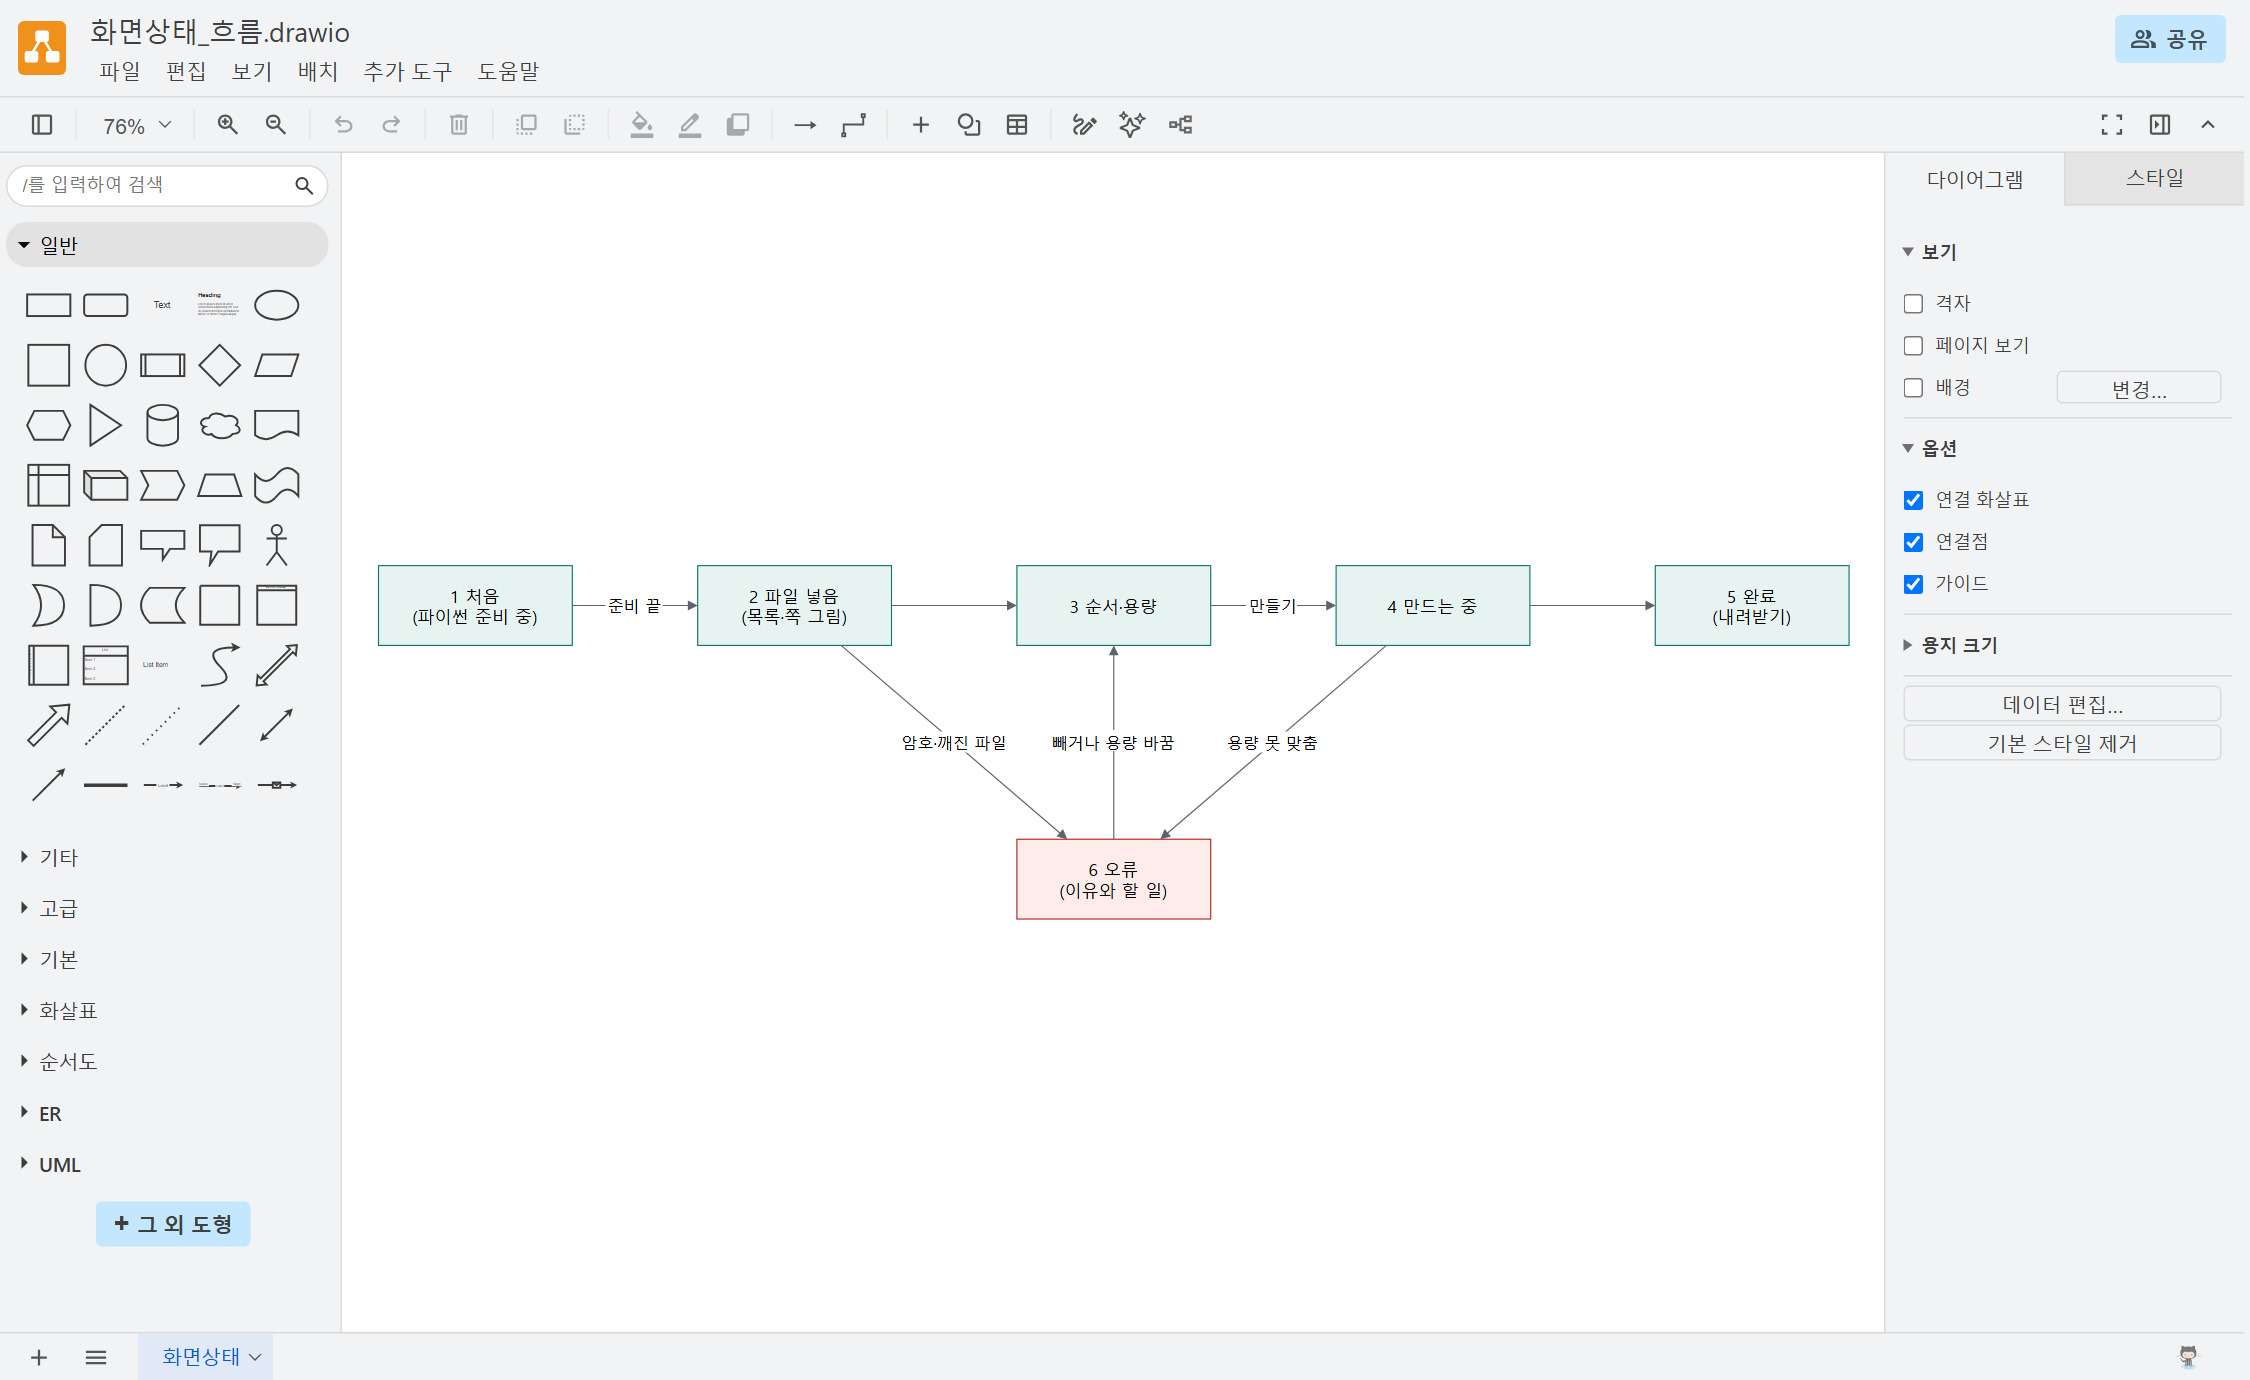 화면상태_흐름.drawio
파일 편집 보기 배치 추가 도구 도움말
공유
76%
/를 입력하여 검색
일반
Text
Heading
List
List Item
기타
고급
기본
화살표
순서도
ER
UML
+ 그 외 도형
1 처음
(파이썬 준비 중)
준비 끝
2 파일 넣음
(목록·쪽 그림)
3 순서·용량
만들기
4 만드는 중
5 완료
(내려받기)
암호·깨진 파일
빼거나 용량 바꿈
용량 못 맞춤
6 오류
(이유와 할 일)
다이어그램
스타일
보기
격자
페이지 보기
배경
변경...
옵션
연결 화살표
연결점
가이드
용지 크기
데이터 편집...
기본 스타일 제거
화면상태